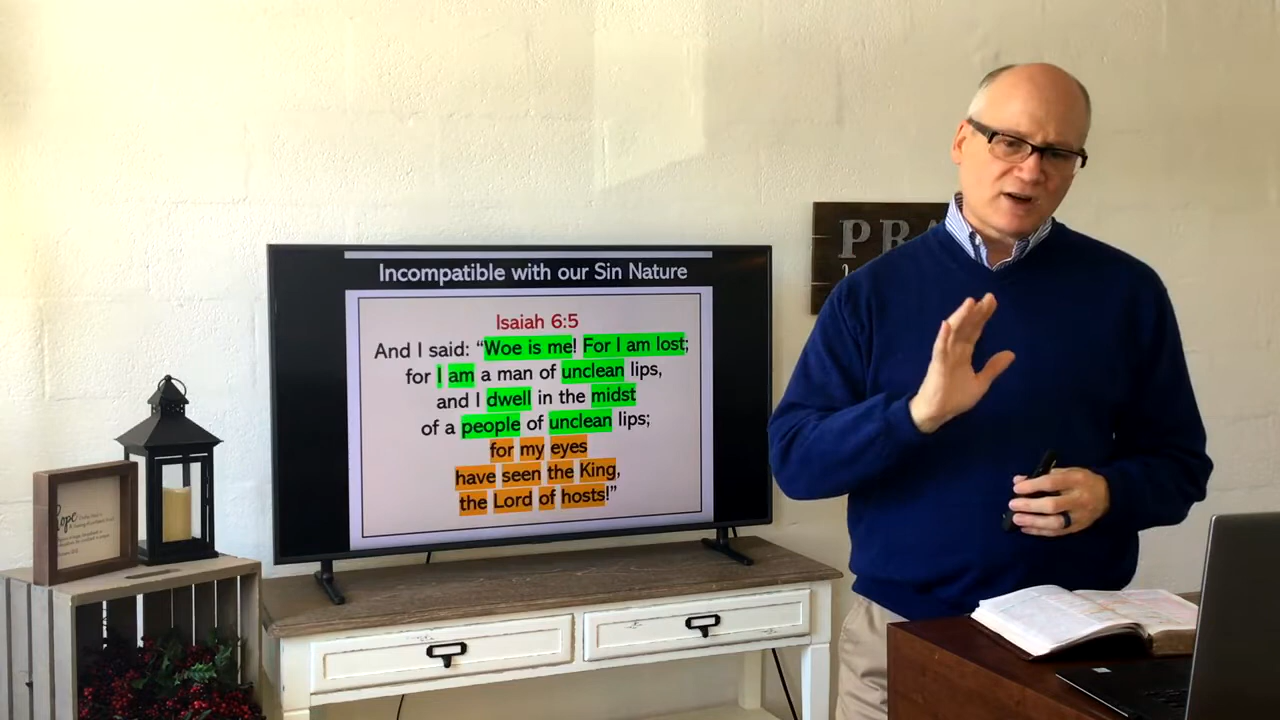 Incompatible with our Sin Nature
Isaiah 6:5
And I said: “Woe is me! For I am lost;
for I am a man of unclean lips,
and I dwell in the midst
of a people of unclean lips;
for my eyes
have seen the King,
the Lord of hosts!”
PRA
hope